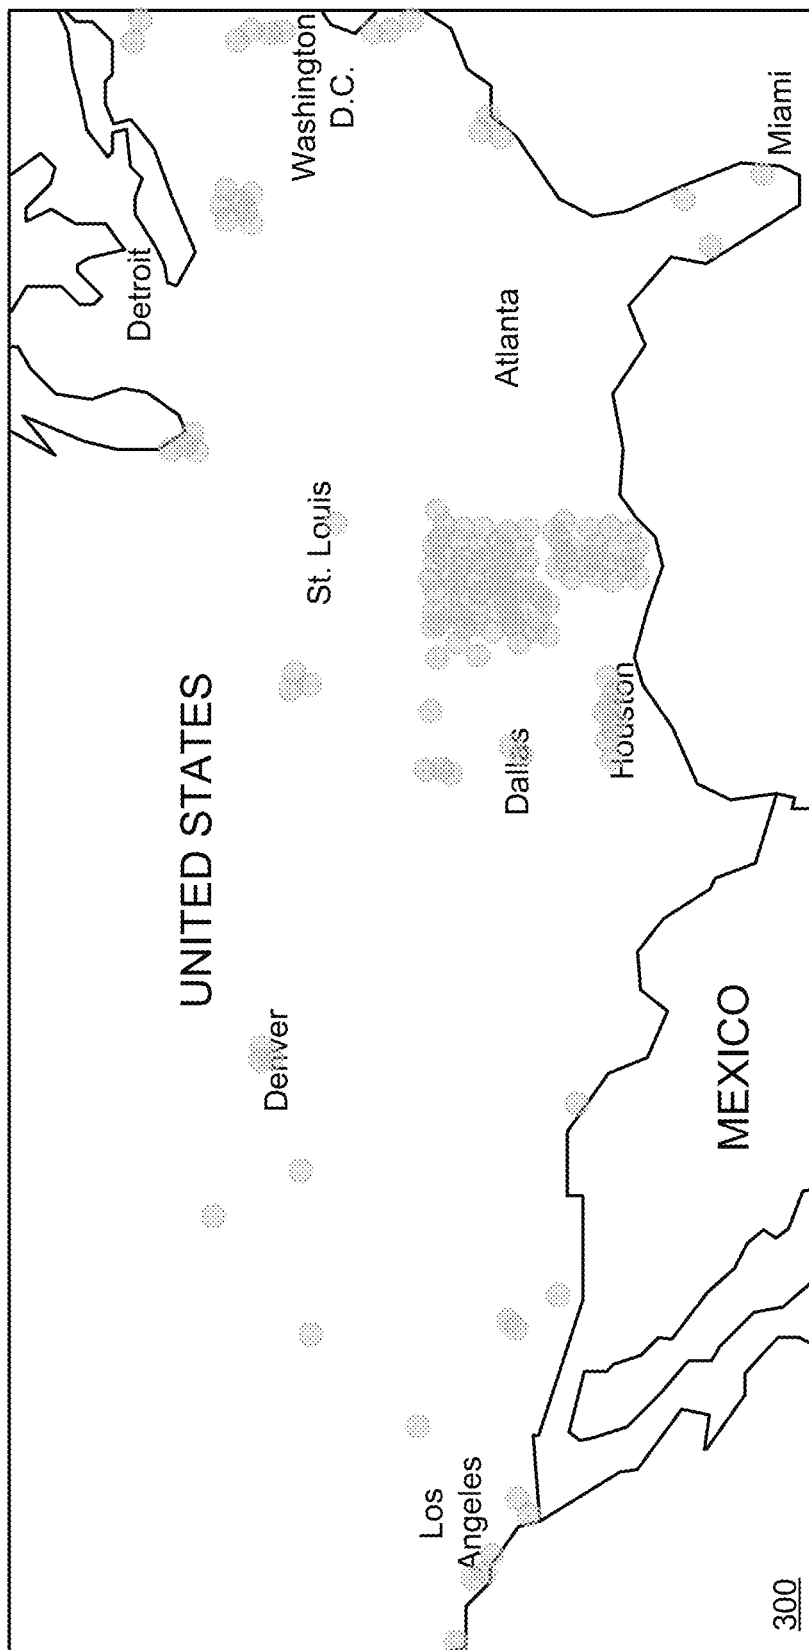 UNITED STATES
Detroit
Denver
St. Louis
Washington
D.C.
Los
Angeles
Dallas
Atlanta
Houston
MEXICO
Miami
300